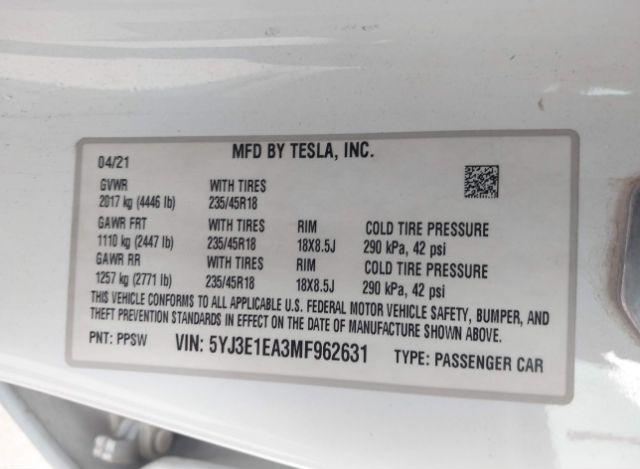 MFD BY TESLA, INC.
04/21
GVWR WITH TIRES
2017 kg (4446 lb) 235/45R18
GAWR FRT WITH TIRES RIM COLD TIRE PRESSURE
1110 kg (2447 lb) 235/45R18 18X8.5J 290 kPa, 42 psi
GAWR RR WITH TIRES RIM COLD TIRE PRESSURE
1257 kg (2771 lb) 235/45R18 18X8.5J 290 kPa, 42 psi
THIS VEHICLE CONFORMS TO ALL APPLICABLE U.S. FEDERAL MOTOR VEHICLE SAFETY, BUMPER, AND
THEFT PREVENTION STANDARDS IN EFFECT ON THE DATE OF MANUFACTURE SHOWN ABOVE.
PNT: PPSW VIN: 5YJ3E1EA3MF962631 TYPE: PASSENGER CAR